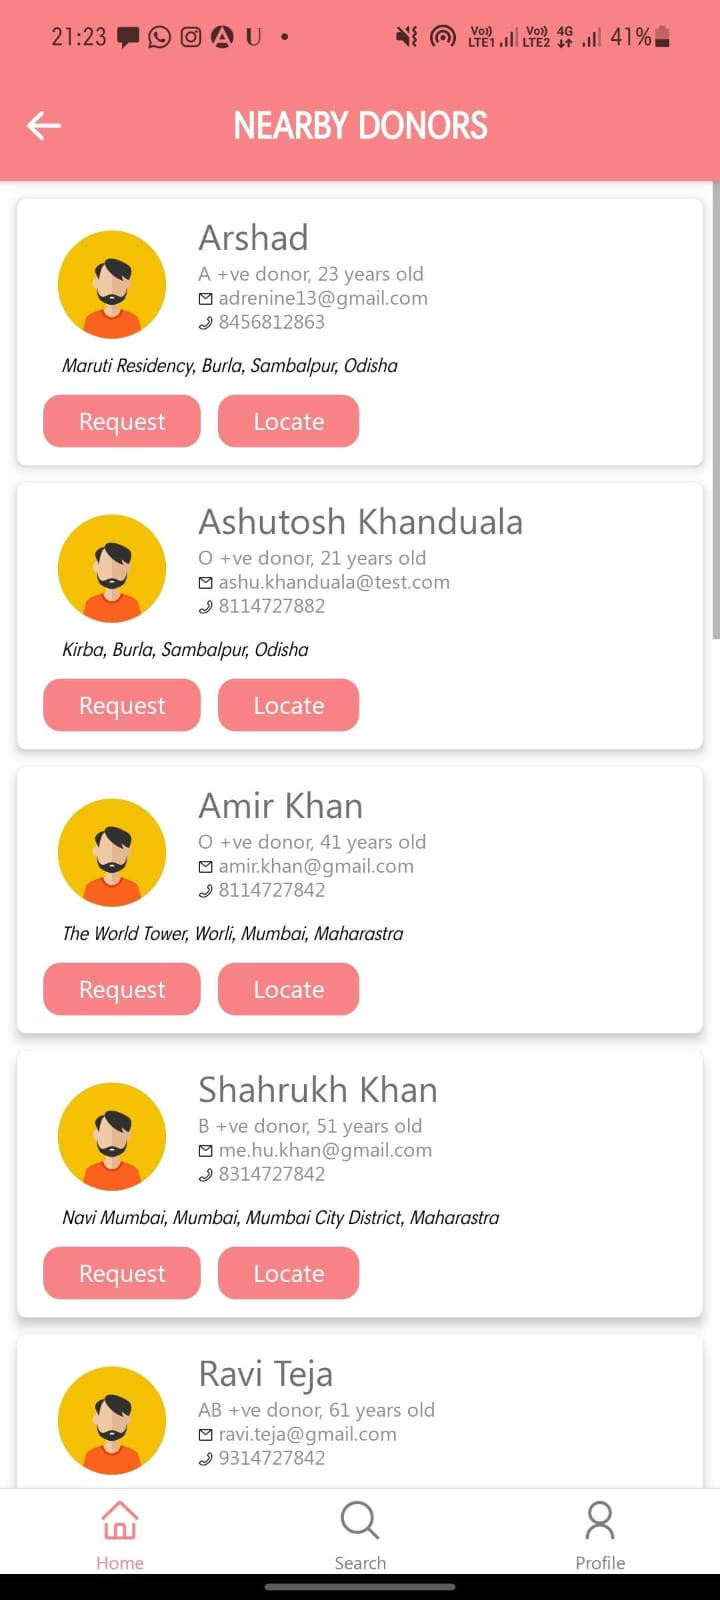 21:23 U
Vo)) LTE1 Vo)) LTE2 4G 41%
NEARBY DONORS
Arshad
A +ve donor, 23 years old
adrenine13@gmail.com
8456812863
Maruti Residency, Burla, Sambalpur, Odisha
Request Locate
Ashutosh Khanduala
O +ve donor, 21 years old
ashu.khanduala@test.com
8114727882
Kirba, Burla, Sambalpur, Odisha
Request Locate
Amir Khan
O +ve donor, 41 years old
amir.khan@gmail.com
8114727842
The World Tower, Worli, Mumbai, Maharastra
Request Locate
Shahrukh Khan
B +ve donor, 51 years old
me.hu.khan@gmail.com
8314727842
Navi Mumbai, Mumbai, Mumbai City District, Maharastra
Request Locate
Ravi Teja
AB +ve donor, 61 years old
ravi.teja@gmail.com
9314727842
Home Search Profile